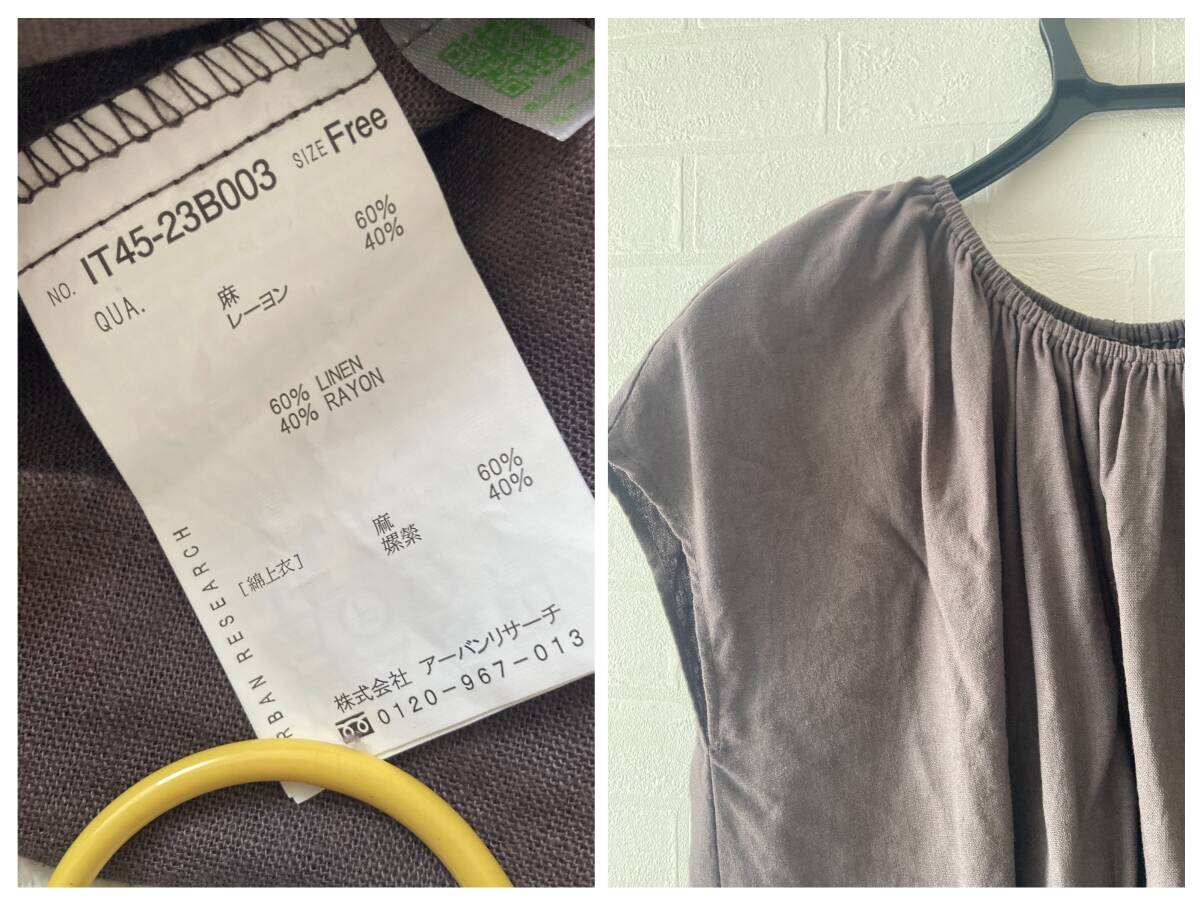 NO. IT45-23B003 SIZE Free
QUA.
麻 60%
レーヨン 40%
60% LINEN
40% RAYON
麻 60%
嫘縈 40%
[綿上衣]
RBAN RESEARCH
株式会社 アーバンリサーチ
0120-967-013